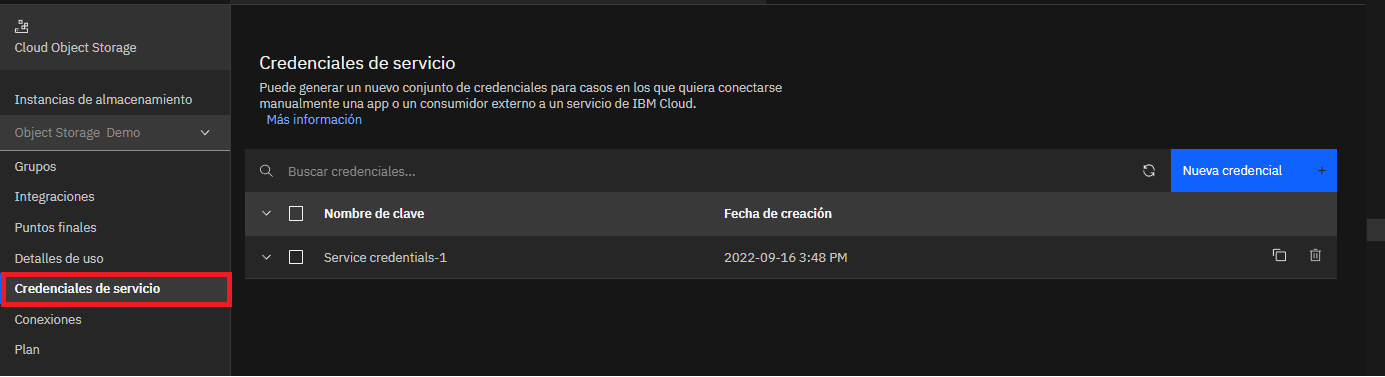 Cloud Object Storage
Instancias de almacenamiento
Object Storage Demo
Grupos
Integraciones
Puntos finales
Detalles de uso
Credenciales de servicio
Conexiones
Plan
Credenciales de servicio
Puede generar un nuevo conjunto de credenciales para casos en los que quiera conectarse
manualmente una app o un consumidor externo a un servicio de IBM Cloud.
Más información
Buscar credenciales...
Nueva credencial +
Nombre de clave Fecha de creación
Service credentials-1 2022-09-16 3:48 PM